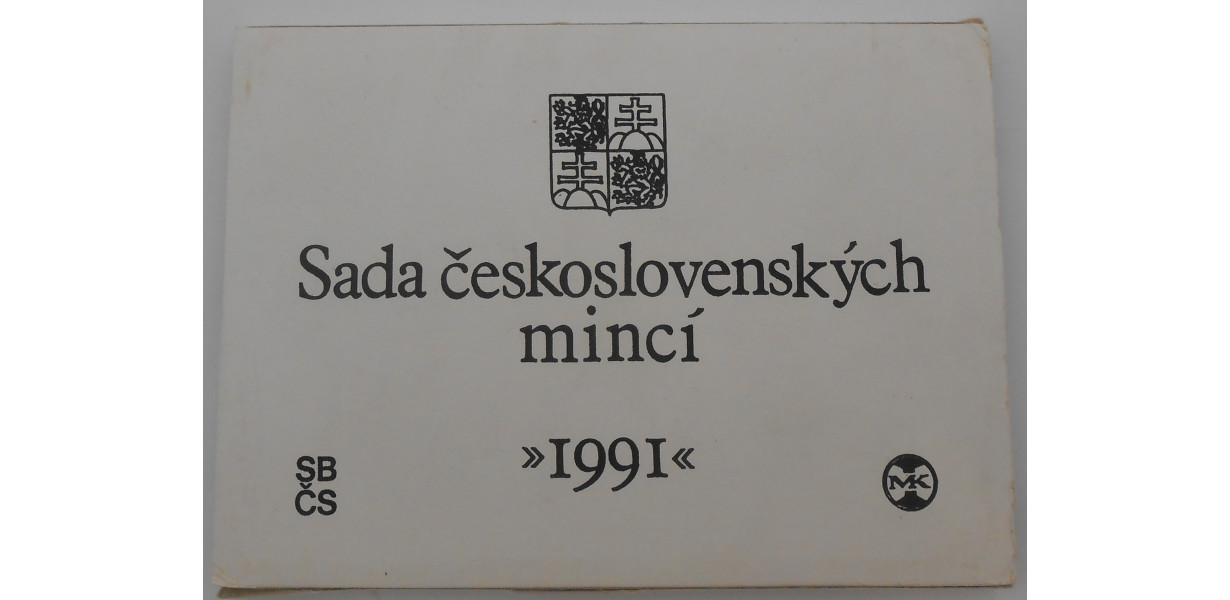 Sada československých
mincí
»1991«
SB
ČS
MK